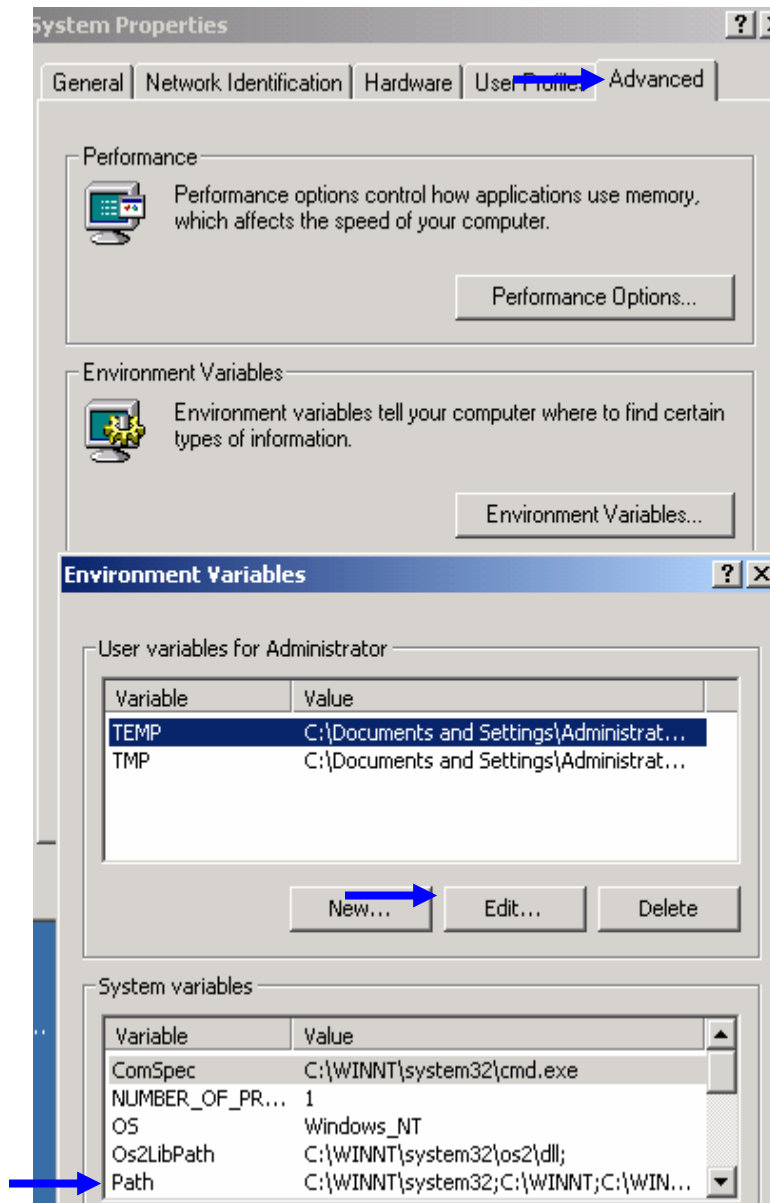 System Properties
General Network Identification Hardware User Profiles Advanced
Performance
Performance options control how applications use memory,
which affects the speed of your computer.
Performance Options...
Environment Variables
Environment variables tell your computer where to find certain
types of information.
Environment Variables...
Environment Variables
User variables for Administrator
Variable Value
TEMP C:\Documents and Settings\Administrat...
TMP C:\Documents and Settings\Administrat...
New... Edit... Delete
System variables
Variable Value
ComSpec C:\WINNT\system32\cmd.exe
NUMBER_OF_PR... 1
OS Windows_NT
Os2LibPath C:\WINNT\system32\os2\dll;
Path C:\WINNT\system32;C:\WINNT;C:\WIN...